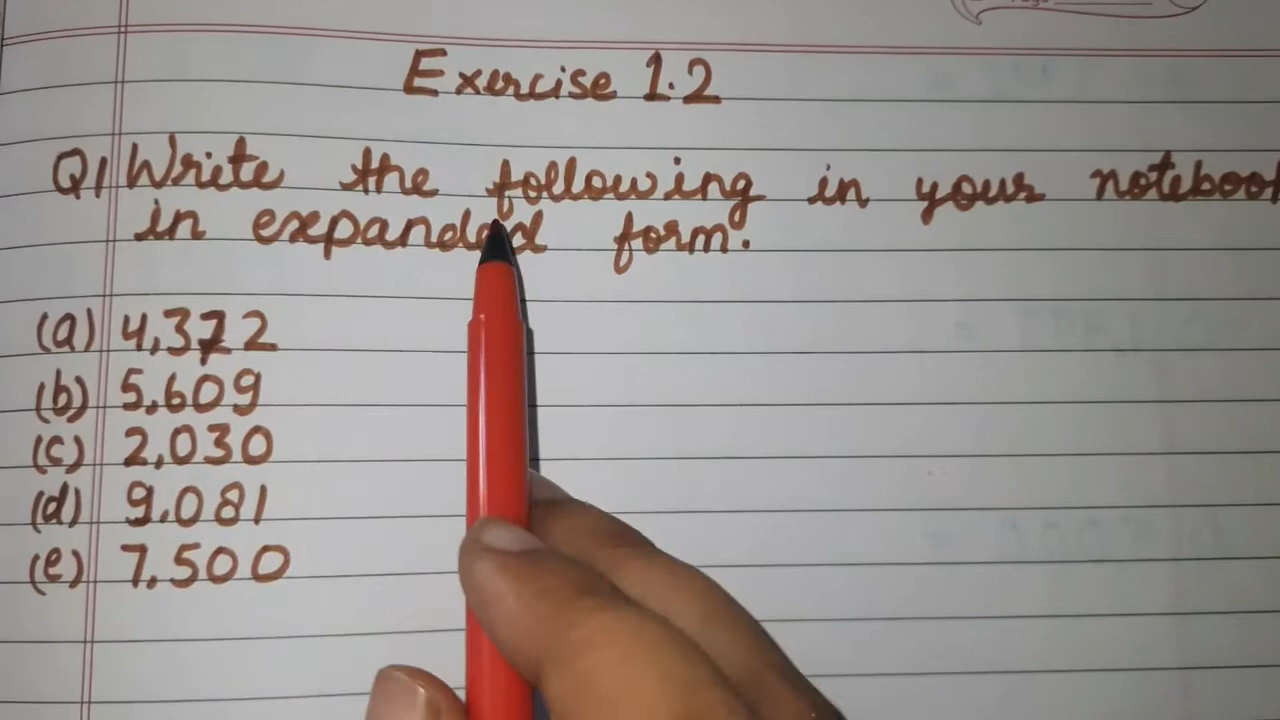 Exercise 1.2
Q1 Write the following in your notebook
in expanded form.
(a) 4,372
(b) 5,609
(c) 2,030
(d) 9,081
(e) 7,500